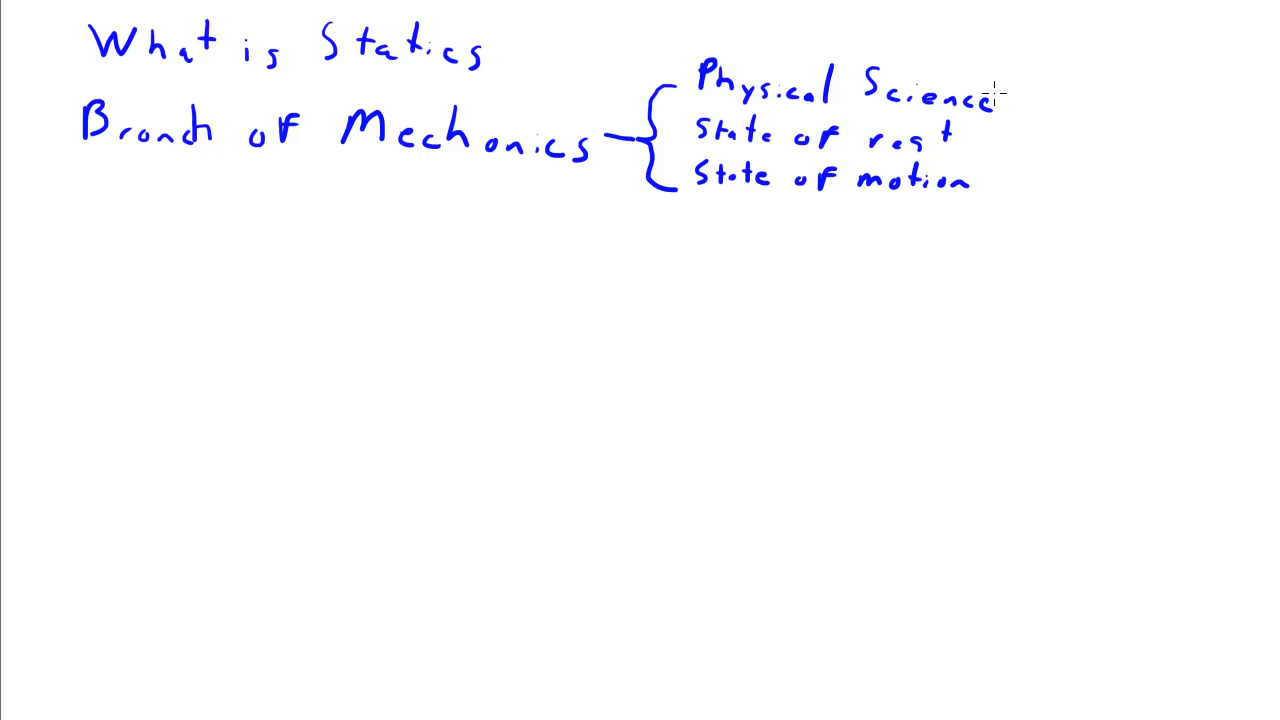 What is Statics
Branch of Mechanics
Physical Science
State of rest
State of motion